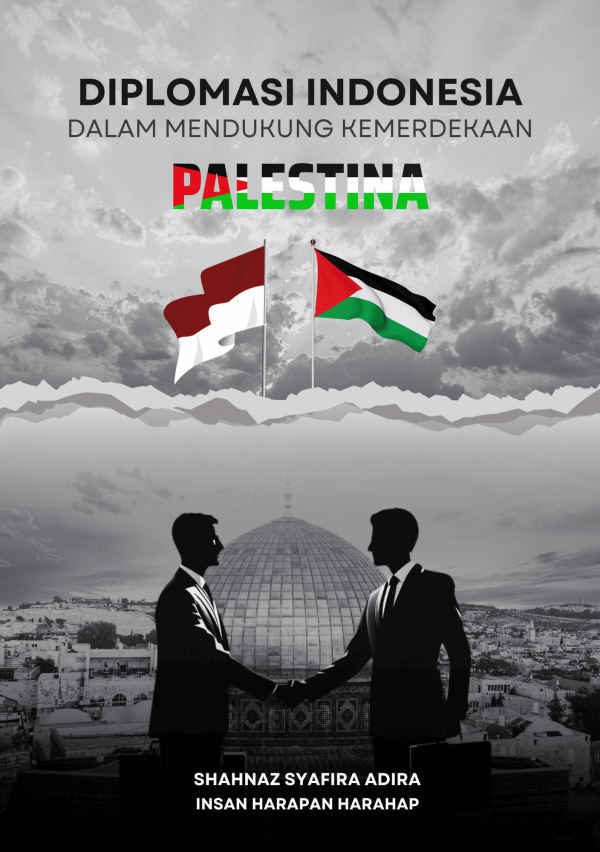 DIPLOMASI INDONESIA
DALAM MENDUKUNG KEMERDEKAAN
PALESTINA
SHAHNAZ SYAFIRA ADIRA
INSAN HARAPAN HARAHAP